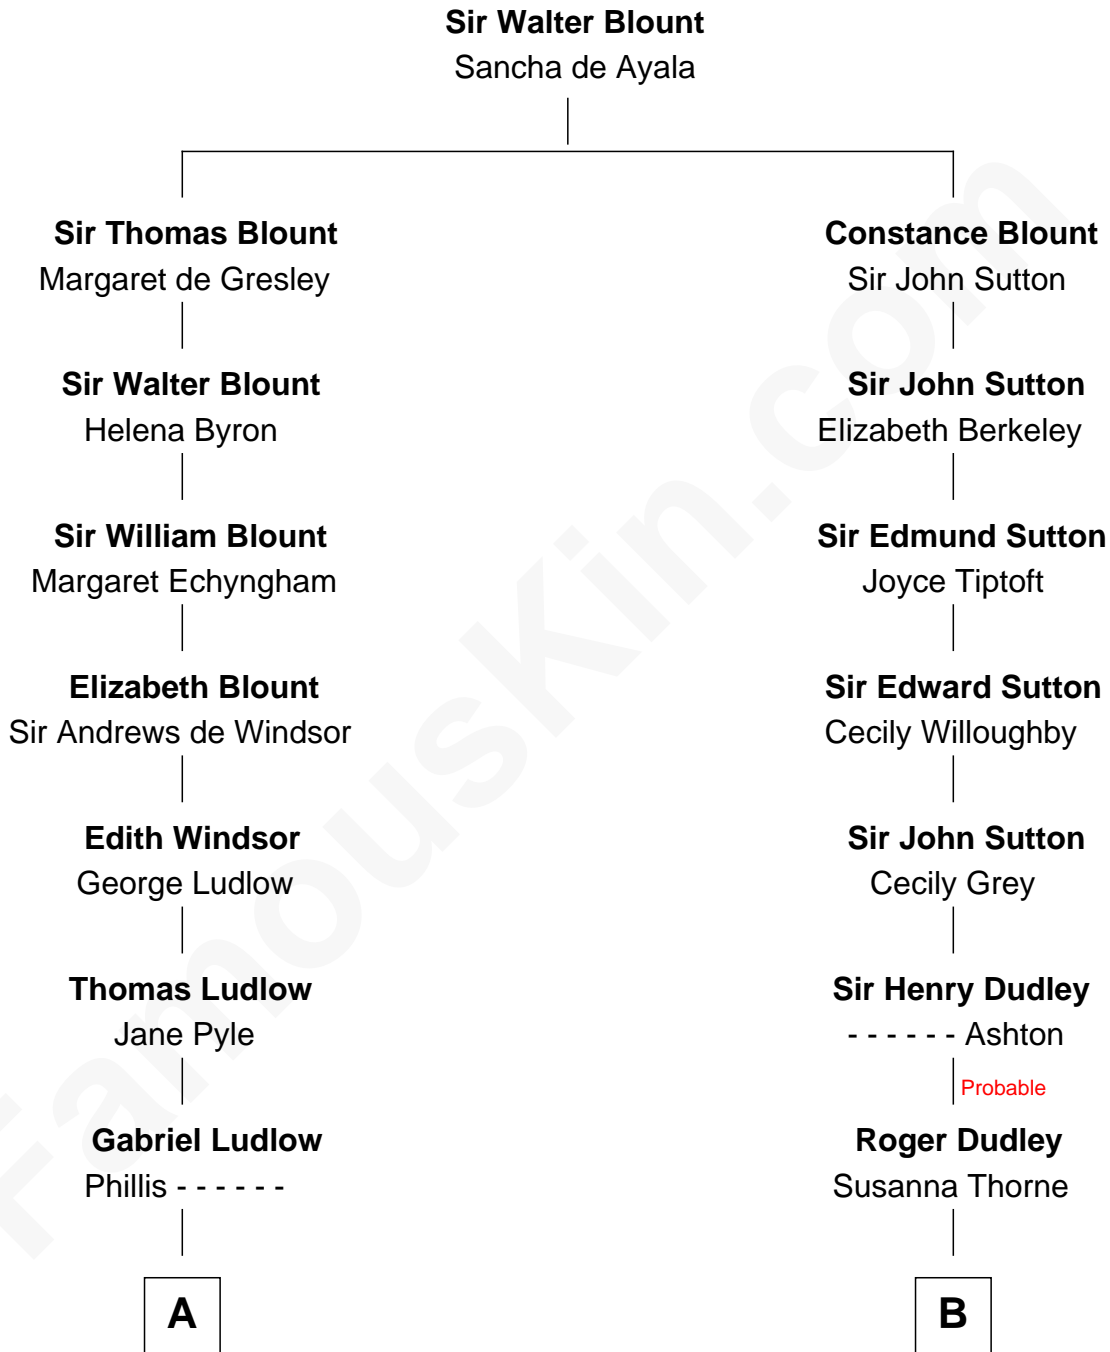 Sir Walter Blount
Sancha de Ayala
Sir Thomas Blount
Margaret de Gresley
Constance Blount
Sir John Sutton
Sir Walter Blount
Helena Byron
Sir John Sutton
Elizabeth Berkeley
Sir William Blount
Margaret Echyngham
Sir Edmund Sutton
Joyce Tiptoft
Elizabeth Blount
Sir Andrews de Windsor
Sir Edward Sutton
Cecily Willoughby
Edith Windsor
George Ludlow
Sir John Sutton
Cecily Grey
Thomas Ludlow
Jane Pyle
Sir Henry Dudley
- - - - - - Ashton
Probable
Gabriel Ludlow
Phillis - - - - - -
Roger Dudley
Susanna Thorne
A
B
FamousKin.com